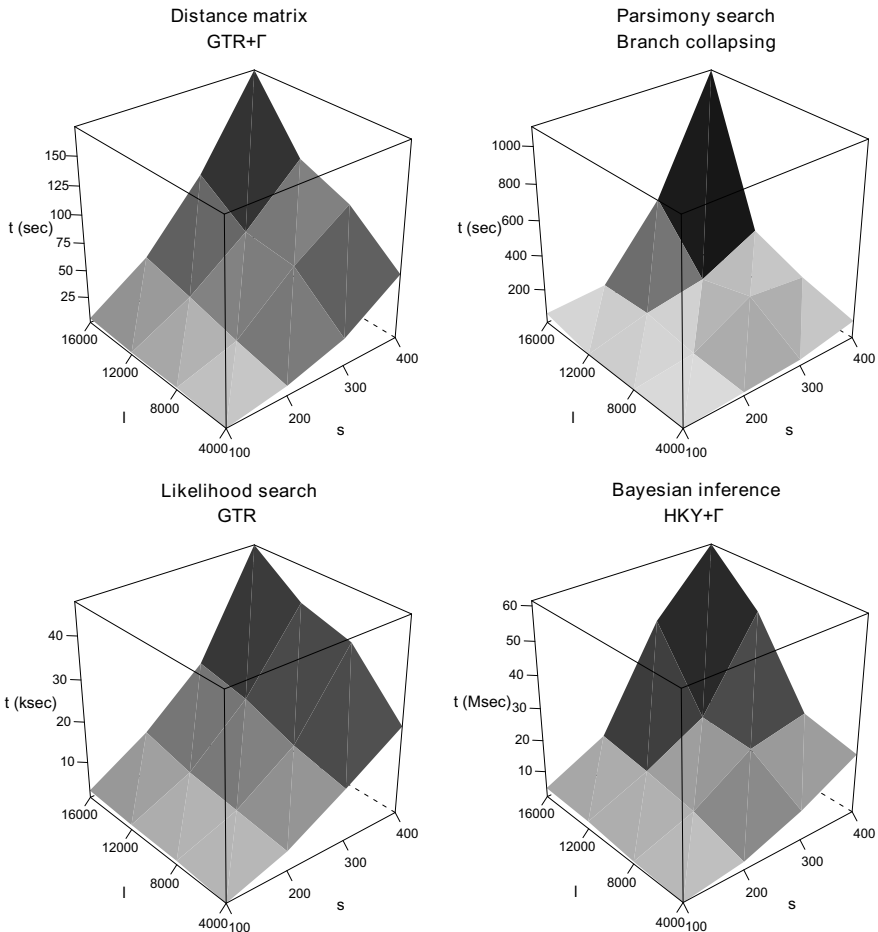 Distance matrix
GTR+Γ
150
125
100
t (sec)
75
50
25
16000
12000
8000
4000
l
100
200
300
400
s
Parsimony search
Branch collapsing
1000
800
600
t (sec)
400
200
16000
12000
8000
4000
l
100
200
300
400
s
Likelihood search
GTR
40
30
t (ksec)
20
10
16000
12000
8000
4000
l
100
200
300
400
s
Bayesian inference
HKY+Γ
60
50
40
t (Msec)
30
20
10
16000
12000
8000
4000
l
100
200
300
400
s